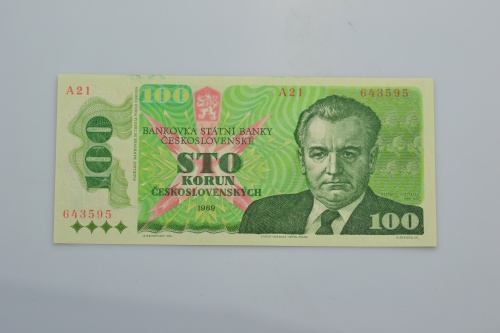 A21
100
A21 643595
BANKOVKA STÁTNÍ BANKY
ČESKOSLOVENSKÉ
STO
KORUN
ČESKOSLOVENSKÝCH
1989
100
643595
100